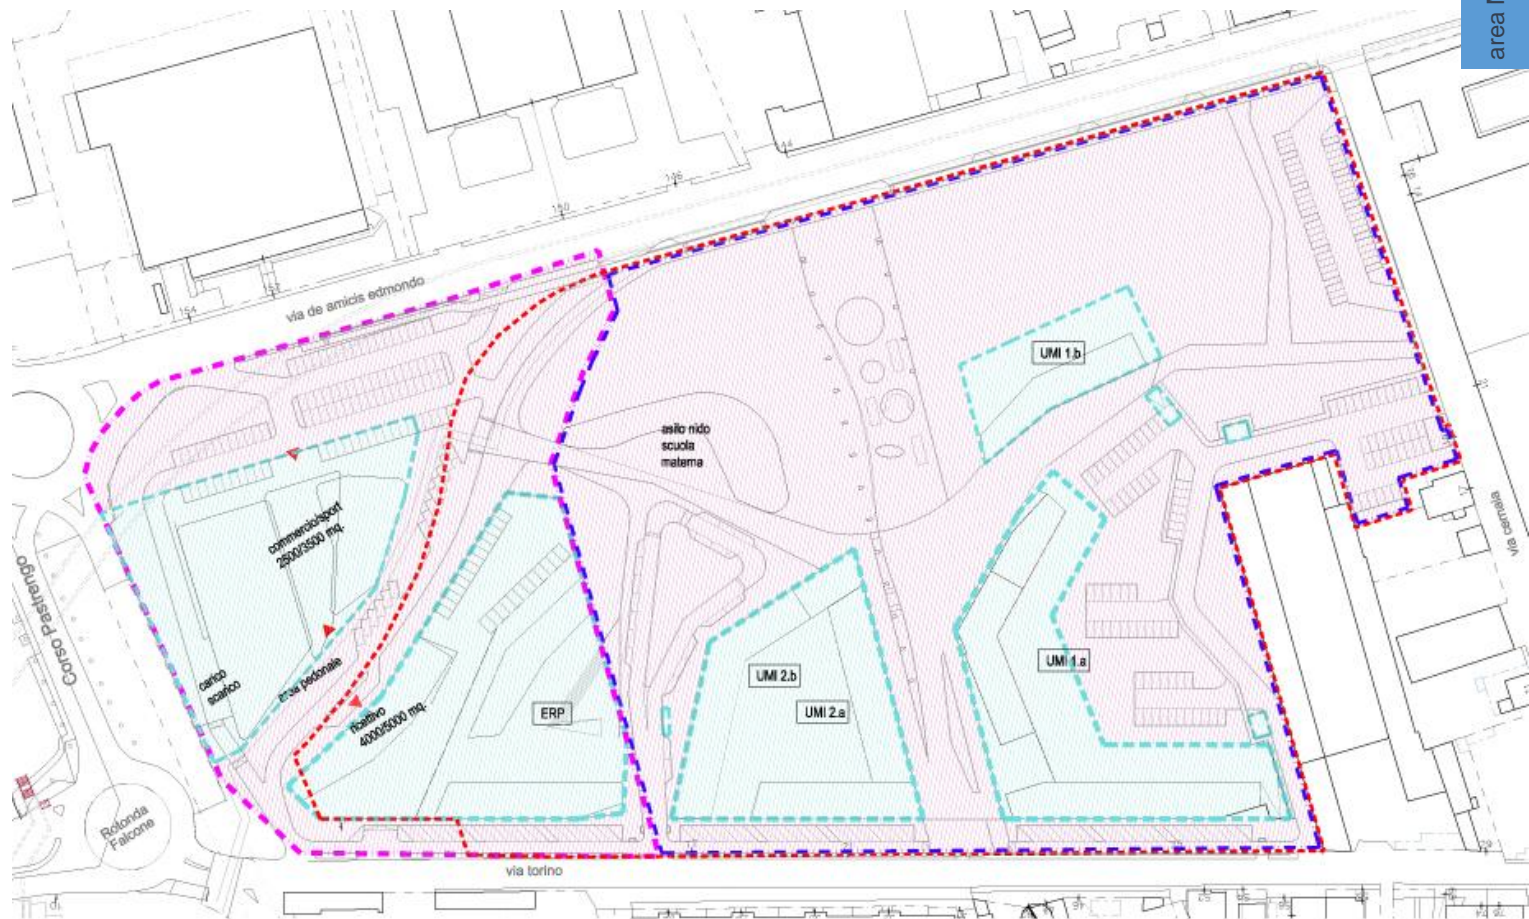 area
44
146
150
via de amicis edmondo
152
154
UMI 1.b
asilo nido
scuola
materna
commercio/sport
2500/3500 mq.
via cernaia
Corso Pastrengo
carico
scarico
area pedonale
ricettivo
4000/5000 mq.
ERP
UMI 2.b
UMI 2.a
UMI 1.a
Rotonda
Falcone
via torino